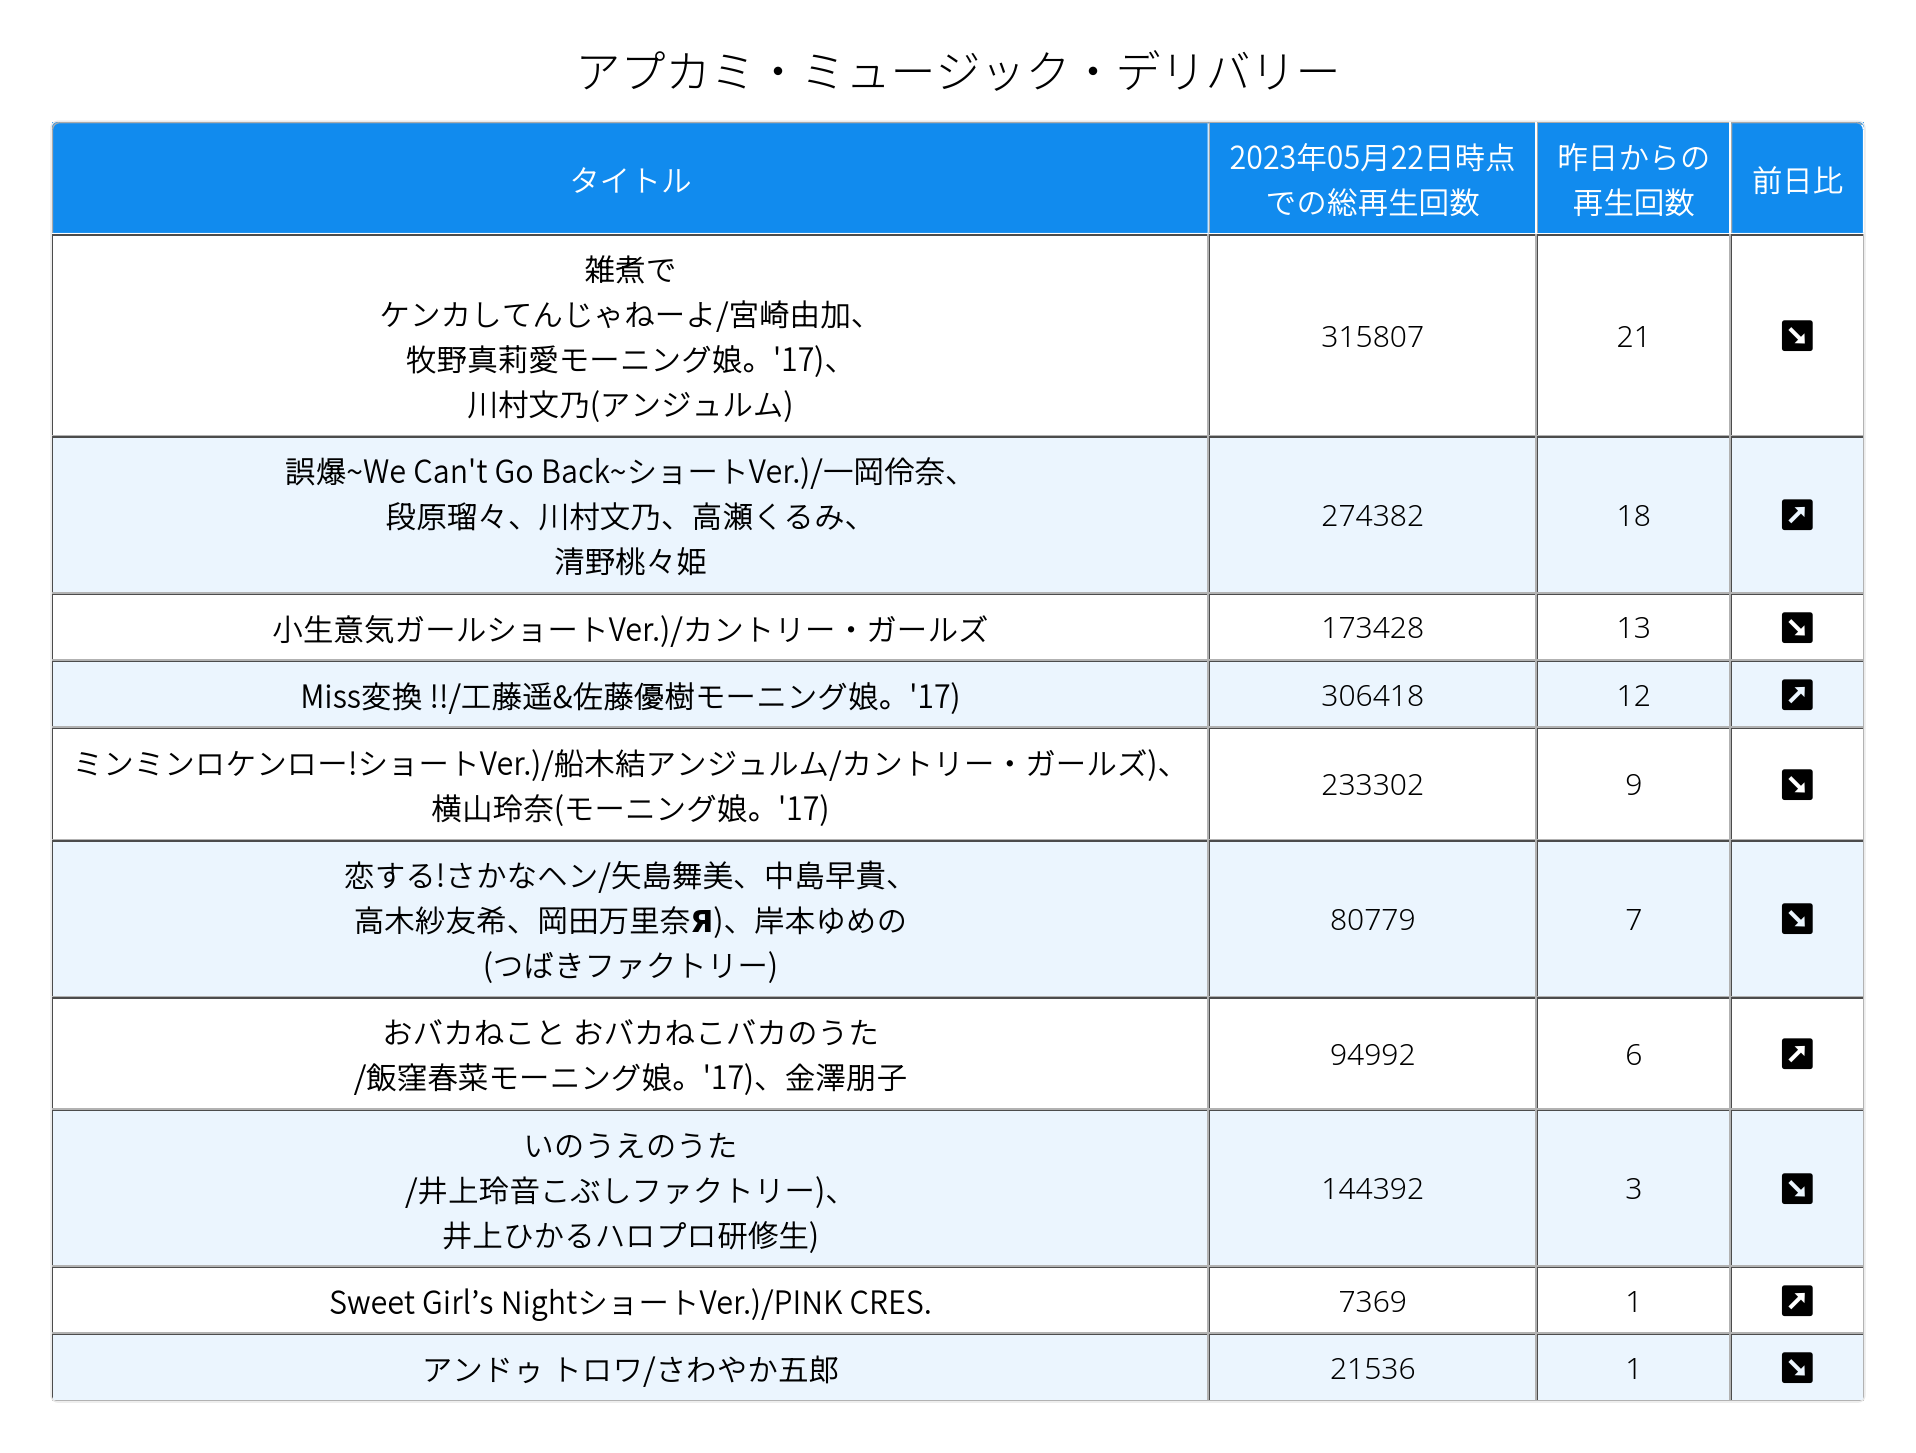 アプカミ・ミュージック・デリバリー
タイトル
2023年05月22日時点
での総再生回数
昨日からの
再生回数
前日比
雑煮で
ケンカしてんじゃねーよ/宮崎由加、
牧野真莉愛モーニング娘。'17)、
川村文乃(アンジュルム)
315807
21
誤爆~We Can't Go Back~ショートVer.)/一岡伶奈、
段原瑠々、川村文乃、高瀬くるみ、
清野桃々姫
274382
18
小生意気ガールショートVer.)/カントリー・ガールズ
173428
13
Miss変換 !!/工藤遥&佐藤優樹モーニング娘。'17)
306418
12
ミンミンロケンロー!ショートVer.)/船木結アンジュルム/カントリー・ガールズ)、
横山玲奈(モーニング娘。'17)
233302
9
恋する!さかなヘン/矢島舞美、中島早貴、
高木紗友希、岡田万里奈Я)、岸本ゆめの
(つばきファクトリー)
80779
7
おバカねこと おバカねこバカのうた
/飯窪春菜モーニング娘。'17)、金澤朋子
94992
6
いのうえのうた
/井上玲音こぶしファクトリー)、
井上ひかるハロプロ研修生)
144392
3
Sweet Girl’s NightショートVer.)/PINK CRES.
7369
1
アンドゥ トロワ/さわやか五郎
21536
1